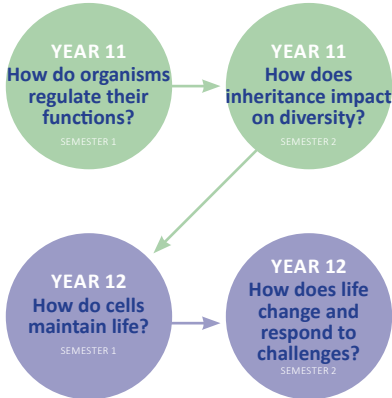 YEAR 11
How do organisms
regulate their
functions?
SEMESTER 1
YEAR 11
How does
inheritance impact
on diversity?
SEMESTER 2
YEAR 12
How do cells
maintain life?
SEMESTER 1
YEAR 12
How does life
change and
respond to
challenges?
SEMESTER 2